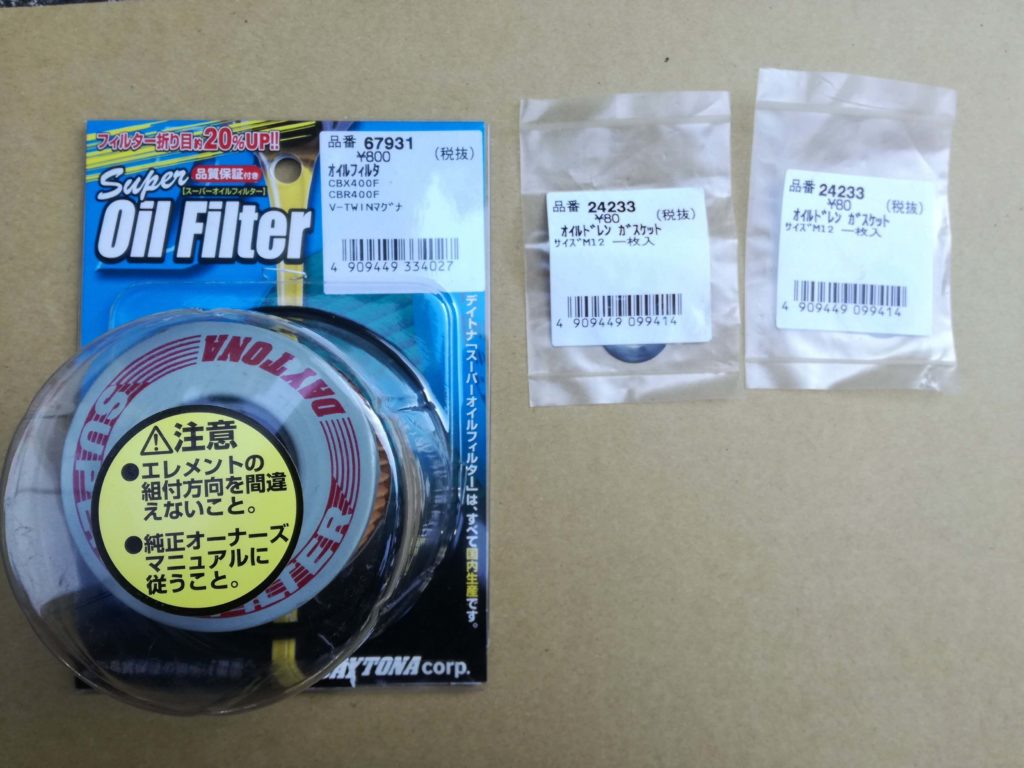 フィルター折り目約20%UP!!
Super
品質保証付き
【スーパーオイルフィルター】
Oil Filter
品番 67931
¥800 (税抜)
オイルフィルタ
CBX400F
CBR400F
V-TWINマグナ
4 909449 334027
デイトナ「スーパーオイルフィルター」は、すべて国内生産です。
DAYTONA
注意
●エレメントの
組付方向を間違
えないこと。
●純正オーナーズ
マニュアルに
従うこと。
DAYTONA corp.
品番 24233
¥80 (税抜)
オイルドレン ガスケット
サイズM12 一枚入
4 909449 099414
品番 24233
¥80 (税抜)
オイルドレン ガスケット
サイズM12 一枚入
4 909449 099414